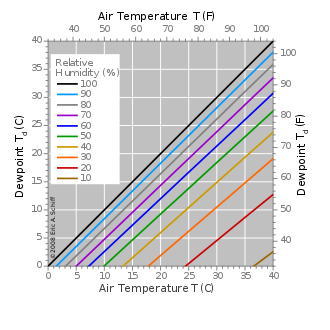 Air Temperature T (F)
40 50 60 70 80 90 100
Relative
Humidity (%)
100
90
80
70
60
50
40
30
20
10
Dewpoint Td (C)
40
35
30
25
20
15
10
5
0
Dewpoint Td (F)
100
90
80
70
60
50
40
©2008 Eric A. Schiff
0 5 10 15 20 25 30 35 40
Air Temperature T (C)